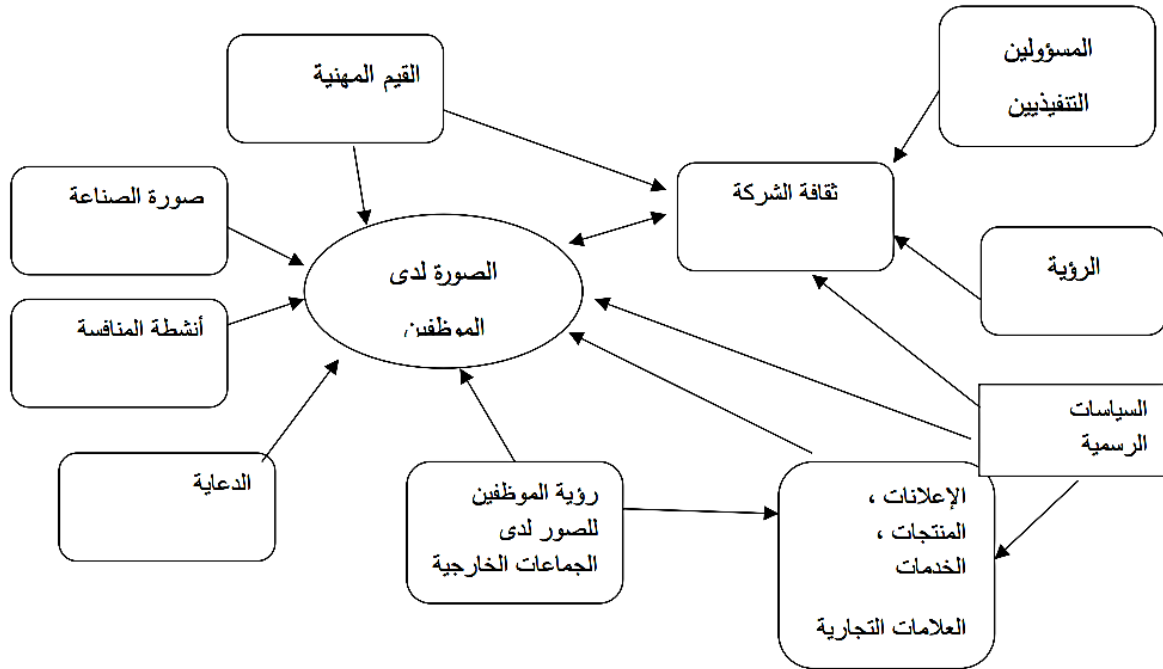 المسؤولين
التنفيذيين
القيم المهنية
ثقافة الشركة
صورة الصناعة
الرؤية
الصورة لدى
الموظفين
أنشطة المنافسة
السياسات
الرسمية
الدعاية
رؤية الموظفين
للصور لدى
الجماعات الخارجية
الإعلانات ،
المنتجات ،
الخدمات
العلامات التجارية